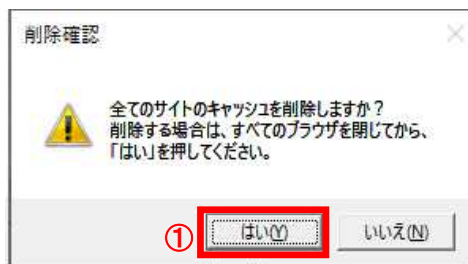 削除確認
全てのサイトのキャッシュを削除しますか？
削除する場合は、すべてのブラウザを閉じてから、
「はい」を押してください。
① はい(Y) いいえ(N)